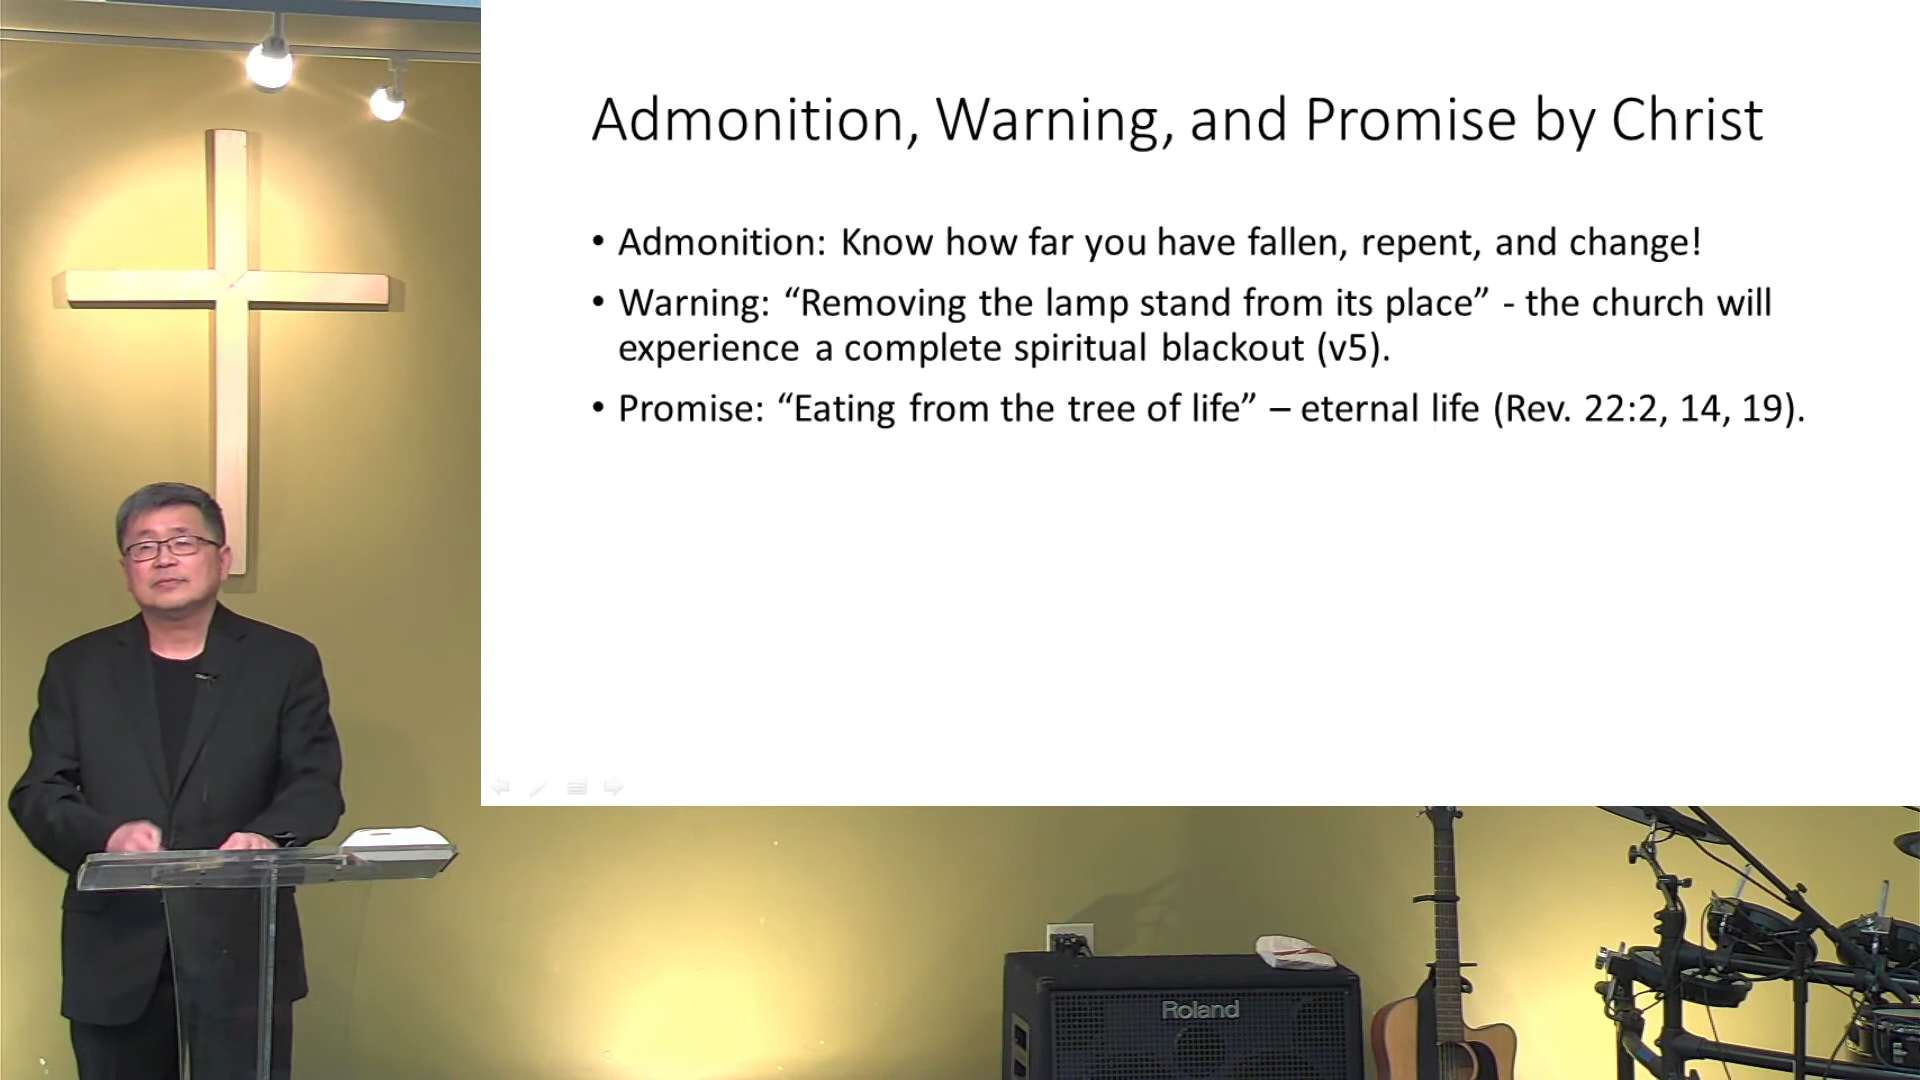 Admonition, Warning, and Promise by Christ
• Admonition: Know how far you have fallen, repent, and change!
• Warning: “Removing the lamp stand from its place” - the church will
experience a complete spiritual blackout (v5).
• Promise: “Eating from the tree of life” – eternal life (Rev. 22:2, 14, 19).
Roland